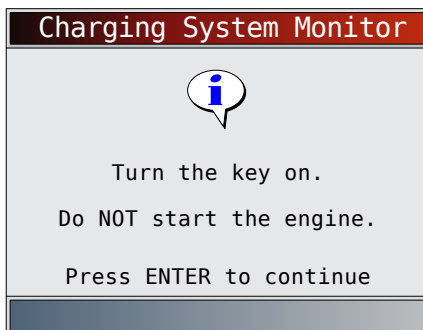 Charging System Monitor
i
Turn the key on.
Do NOT start the engine.
Press ENTER to continue